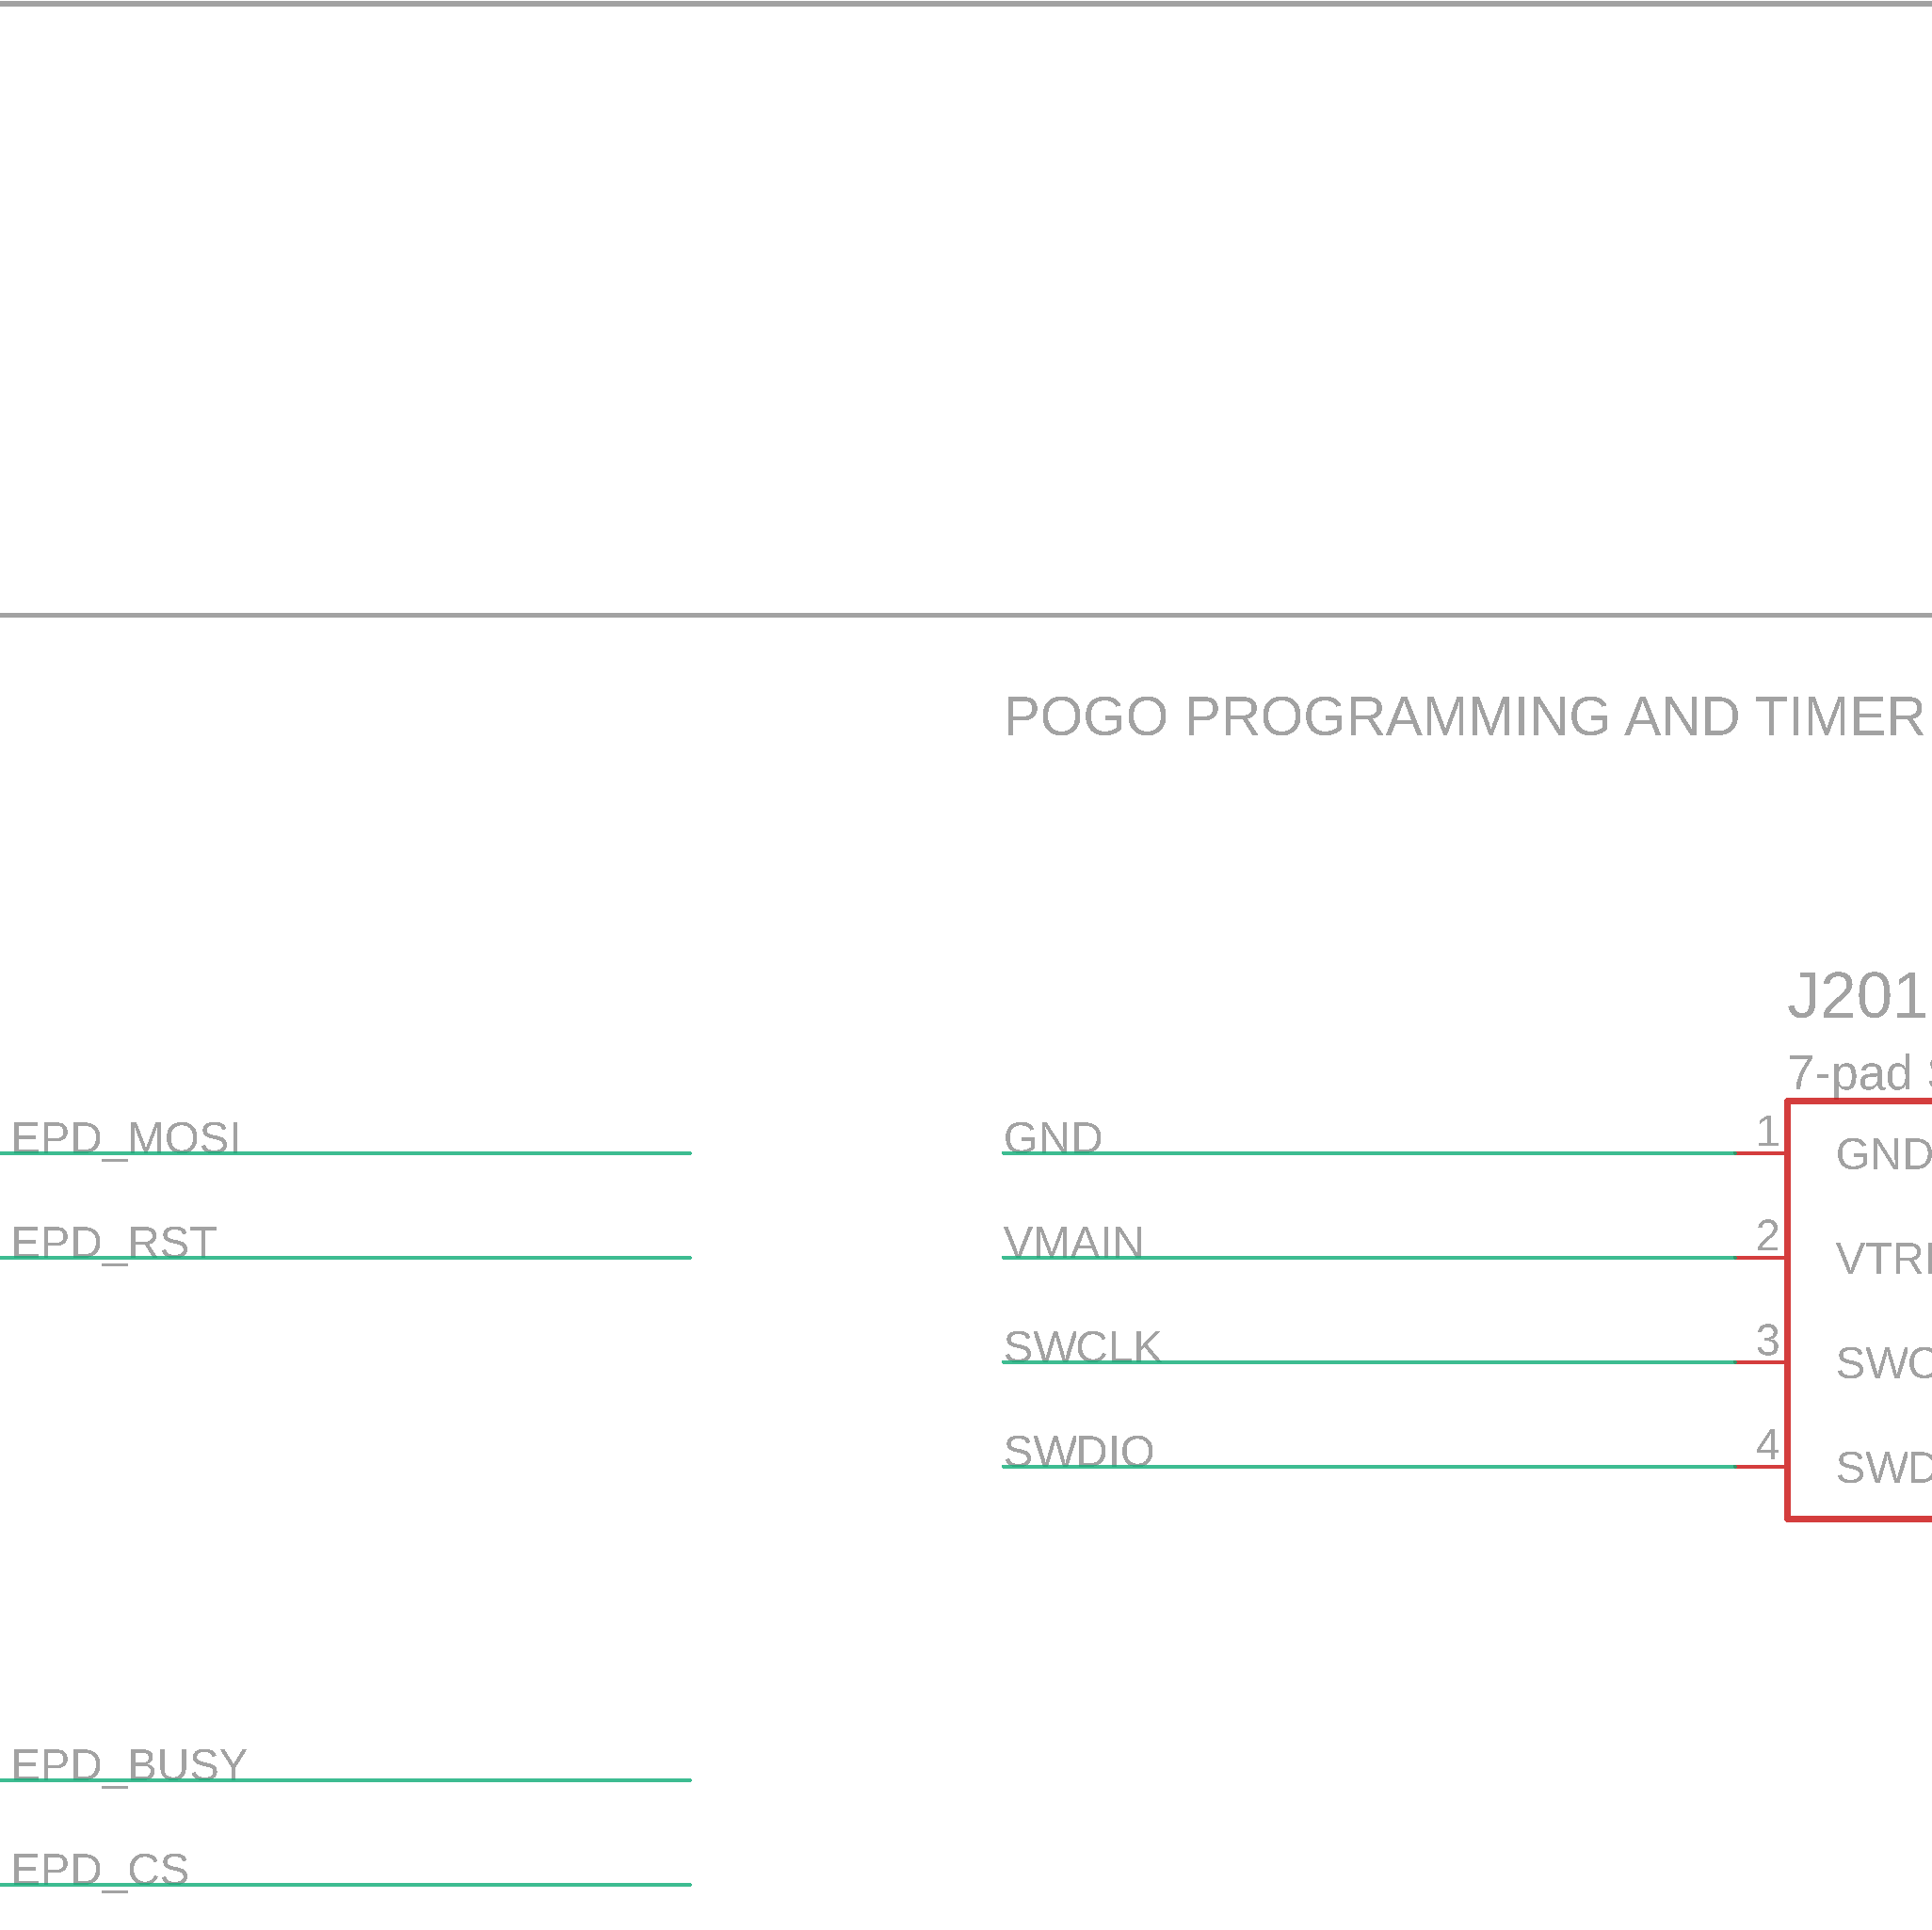 POGO PROGRAMMING AND TIMER
J201
7-pad
EPD_MOSI
GND
1
GND
EPD_RST
VMAIN
2
SWCLK
3
SWDIO
4
EPD_BUSY
EPD_CS